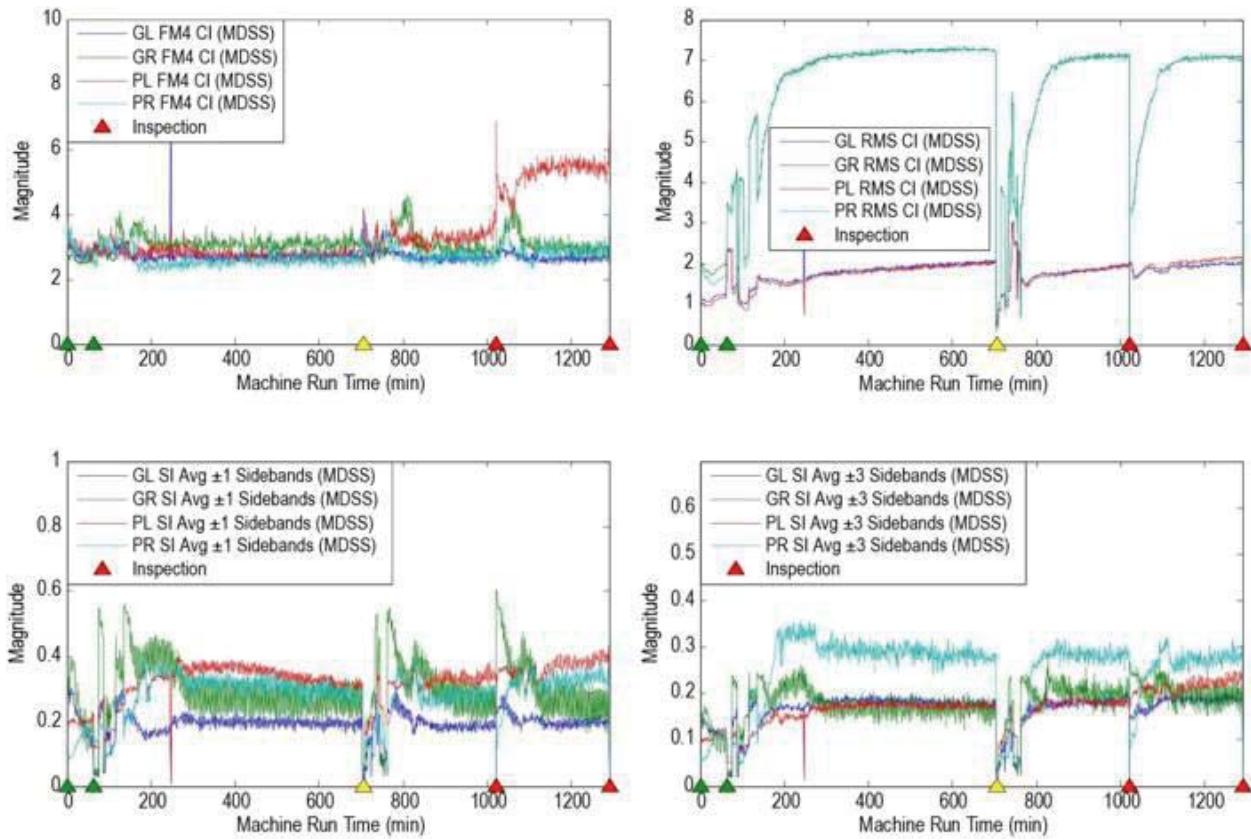 10
8
6
4
2
0
Magnitude
GL FM4 CI (MDSS)
GR FM4 CI (MDSS)
PL FM4 CI (MDSS)
PR FM4 CI (MDSS)
Inspection
0 200 400 600 800 1000 1200
Machine Run Time (min)
8
7
6
5
4
3
2
1
0
Magnitude
GL RMS CI (MDSS)
GR RMS CI (MDSS)
PL RMS CI (MDSS)
PR RMS CI (MDSS)
Inspection
0 200 400 600 800 1000 1200
Machine Run Time (min)
1
0.8
0.6
0.4
0.2
0
Magnitude
GL SI Avg ±1 Sidebands (MDSS)
GR SI Avg ±1 Sidebands (MDSS)
PL SI Avg ±1 Sidebands (MDSS)
PR SI Avg ±1 Sidebands (MDSS)
Inspection
0 200 400 600 800 1000 1200
Machine Run Time (min)
0.6
0.5
0.4
0.3
0.2
0.1
0
Magnitude
GL SI Avg ±3 Sidebands (MDSS)
GR SI Avg ±3 Sidebands (MDSS)
PL SI Avg ±3 Sidebands (MDSS)
PR SI Avg ±3 Sidebands (MDSS)
Inspection
0 200 400 600 800 1000 1200
Machine Run Time (min)